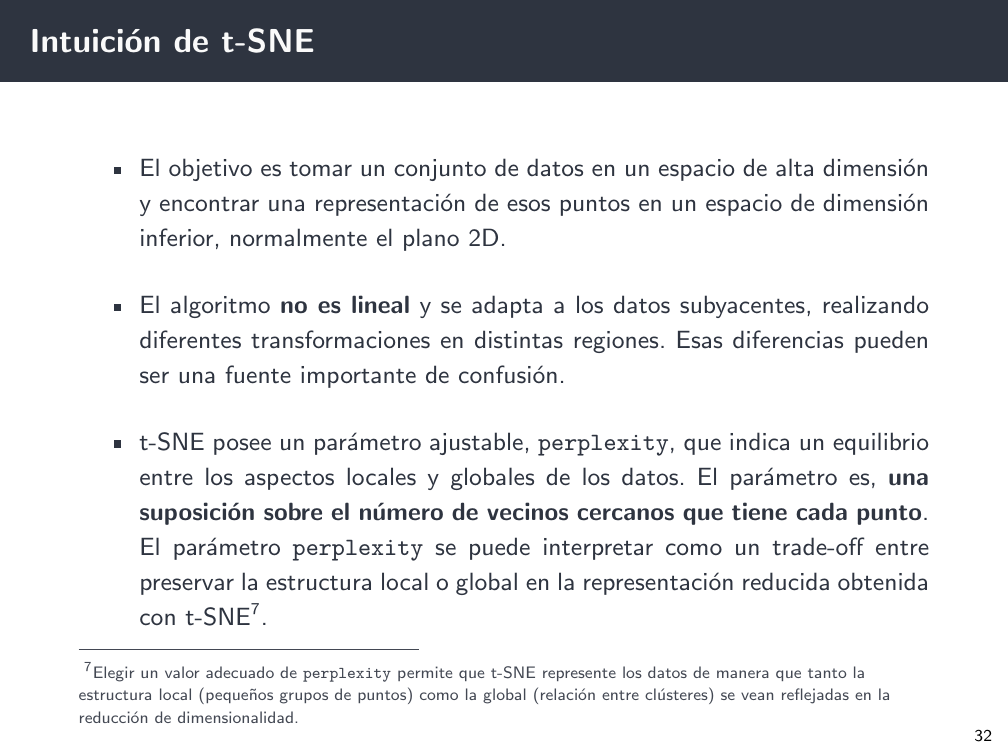 Intuición de t-SNE
▪ El objetivo es tomar un conjunto de datos en un espacio de alta dimensión
y encontrar una representación de esos puntos en un espacio de dimensión
inferior, normalmente el plano 2D.
▪ El algoritmo no es lineal y se adapta a los datos subyacentes, realizando
diferentes transformaciones en distintas regiones. Esas diferencias pueden
ser una fuente importante de confusión.
▪ t-SNE posee un parámetro ajustable, perplexity, que indica un equilibrio
entre los aspectos locales y globales de los datos. El parámetro es, una
suposición sobre el número de vecinos cercanos que tiene cada punto.
El parámetro perplexity se puede interpretar como un trade-off entre
preservar la estructura local o global en la representación reducida obtenida
con t-SNE⁷.
⁷Elegir un valor adecuado de perplexity permite que t-SNE represente los datos de manera que tanto la
estructura local (pequeños grupos de puntos) como la global (relación entre clústeres) se vean reflejadas en la
reducción de dimensionalidad.
32